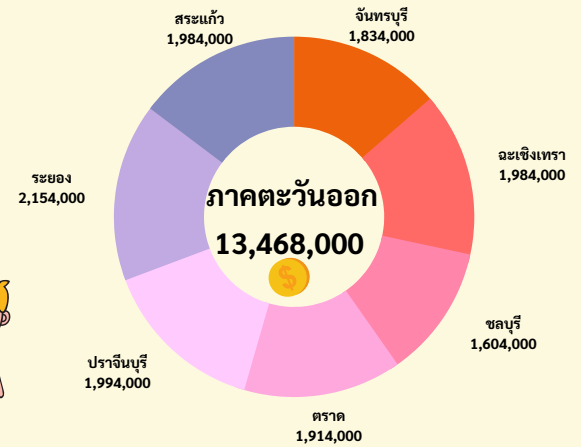 สระแก้ว
1,984,000
จันทรบุรี
1,834,000
ฉะเชิงเทรา
1,984,000
ระยอง
2,154,000
ภาคตะวันออก
13,468,000
$
ชลบุรี
1,604,000
ปราจีนบุรี
1,994,000
ตราด
1,914,000